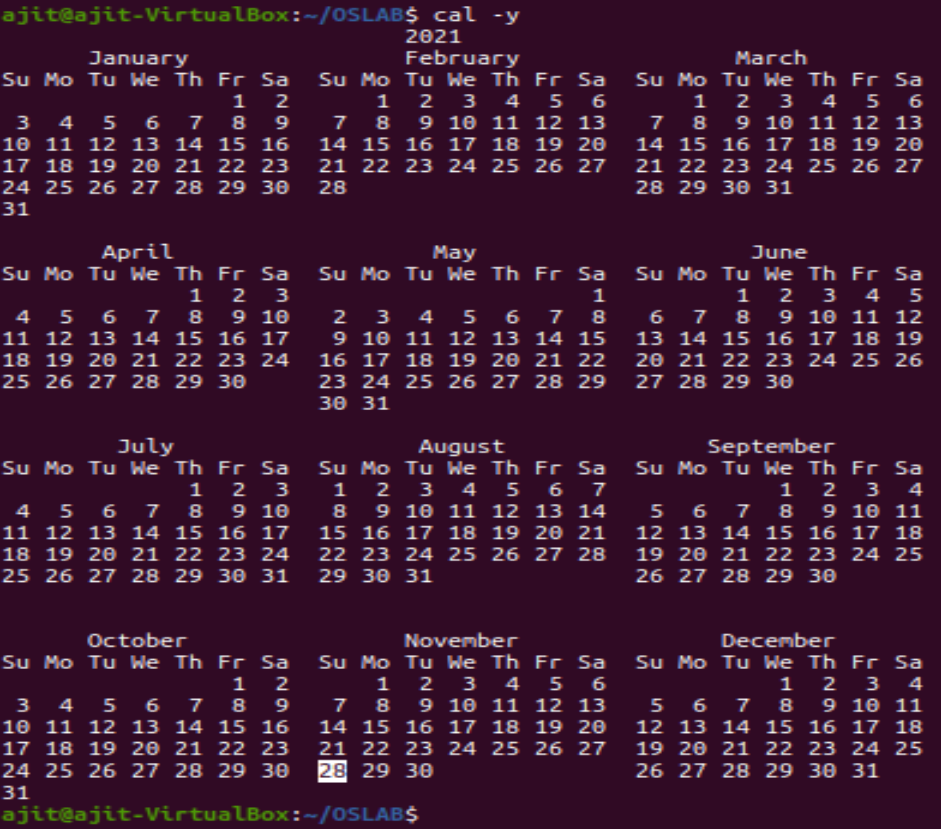 ajit@ajit-VirtualBox:~/OSLAB$ cal -y
                            2021
      January               February               March
Su Mo Tu We Th Fr Sa  Su Mo Tu We Th Fr Sa  Su Mo Tu We Th Fr Sa
                1  2      1  2  3  4  5  6      1  2  3  4  5  6
 3  4  5  6  7  8  9   7  8  9 10 11 12 13   7  8  9 10 11 12 13
10 11 12 13 14 15 16  14 15 16 17 18 19 20  14 15 16 17 18 19 20
17 18 19 20 21 22 23  21 22 23 24 25 26 27  21 22 23 24 25 26 27
24 25 26 27 28 29 30  28                    28 29 30 31
31
       April                  May                   June
Su Mo Tu We Th Fr Sa  Su Mo Tu We Th Fr Sa  Su Mo Tu We Th Fr Sa
             1  2  3                     1         1  2  3  4  5
 4  5  6  7  8  9 10   2  3  4  5  6  7  8   6  7  8  9 10 11 12
11 12 13 14 15 16 17   9 10 11 12 13 14 15  13 14 15 16 17 18 19
18 19 20 21 22 23 24  16 17 18 19 20 21 22  20 21 22 23 24 25 26
25 26 27 28 29 30     23 24 25 26 27 28 29  27 28 29 30
                      30 31
        July                 August              September
Su Mo Tu We Th Fr Sa  Su Mo Tu We Th Fr Sa  Su Mo Tu We Th Fr Sa
             1  2  3   1  2  3  4  5  6  7            1  2  3  4
 4  5  6  7  8  9 10   8  9 10 11 12 13 14   5  6  7  8  9 10 11
11 12 13 14 15 16 17  15 16 17 18 19 20 21  12 13 14 15 16 17 18
18 19 20 21 22 23 24  22 23 24 25 26 27 28  19 20 21 22 23 24 25
25 26 27 28 29 30 31  29 30 31              26 27 28 29 30
      October               November              December
Su Mo Tu We Th Fr Sa  Su Mo Tu We Th Fr Sa  Su Mo Tu We Th Fr Sa
                1  2      1  2  3  4  5  6            1  2  3  4
 3  4  5  6  7  8  9   7  8  9 10 11 12 13   5  6  7  8  9 10 11
10 11 12 13 14 15 16  14 15 16 17 18 19 20  12 13 14 15 16 17 18
17 18 19 20 21 22 23  21 22 23 24 25 26 27  19 20 21 22 23 24 25
24 25 26 27 28 29 30  28 29 30              26 27 28 29 30 31
31
ajit@ajit-VirtualBox:~/OSLAB$